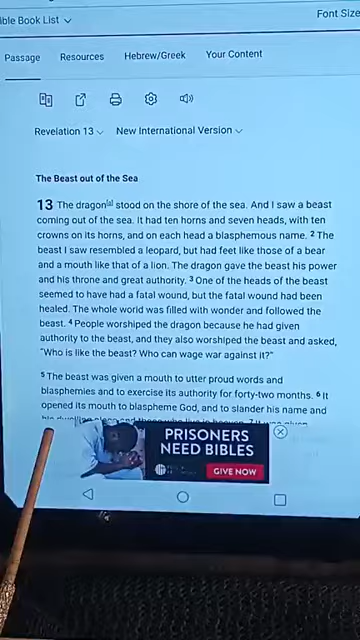 ible Book List
Font Size
Passage Resources Hebrew/Greek Your Content
Revelation 13 New International Version
The Beast out of the Sea
13 The dragon[a] stood on the shore of the sea. And I saw a beast
coming out of the sea. It had ten horns and seven heads, with ten
crowns on its horns, and on each head a blasphemous name. 2 The
beast I saw resembled a leopard, but had feet like those of a bear
and a mouth like that of a lion. The dragon gave the beast his power
and his throne and great authority. 3 One of the heads of the beast
seemed to have had a fatal wound, but the fatal wound had been
healed. The whole world was filled with wonder and followed the
beast. 4 People worshiped the dragon because he had given
authority to the beast, and they also worshiped the beast and asked,
“Who is like the beast? Who can wage war against it?”
5 The beast was given a mouth to utter proud words and
blasphemies and to exercise its authority for forty-two months. 6 It
opened its mouth to blaspheme God, and to slander his name and
PRISONERS
NEED BIBLES
GIVE NOW